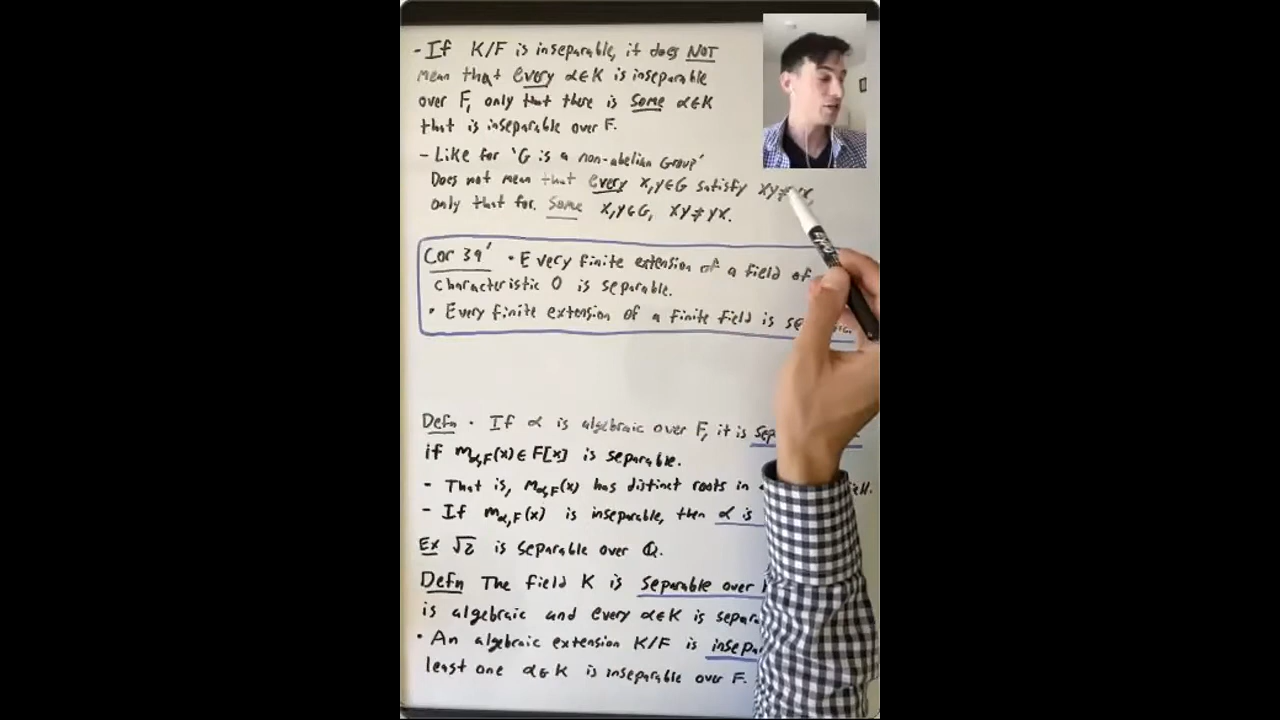 - If K/F is inseparable, it does NOT
mean that every α∈K is inseparable
over F, only that there is some α∈K
that is inseparable over F.
- Like for 'G is a non-abelian Group'
Does not mean that every x,y∈G satisfy xy≠
only that for some x,y∈G, xy≠yx.
Cor 39' • Every finite extension of a field of
characteristic 0 is separable.
• Every finite extension of a finite field is
Defn • If α is algebraic over F, it is
if m_{α,F}(x) ∈ F[x] is separable.
- That is, m_{α,F}(x) has distinct roots in
- If m_{α,F}(x) is inseparable, then α is
Ex √2 is separable over Q.
Defn The field K is separable over
is algebraic and every α∈K is
• An algebraic extension K/F is
least one α∈K is inseparable over F.
EXPO